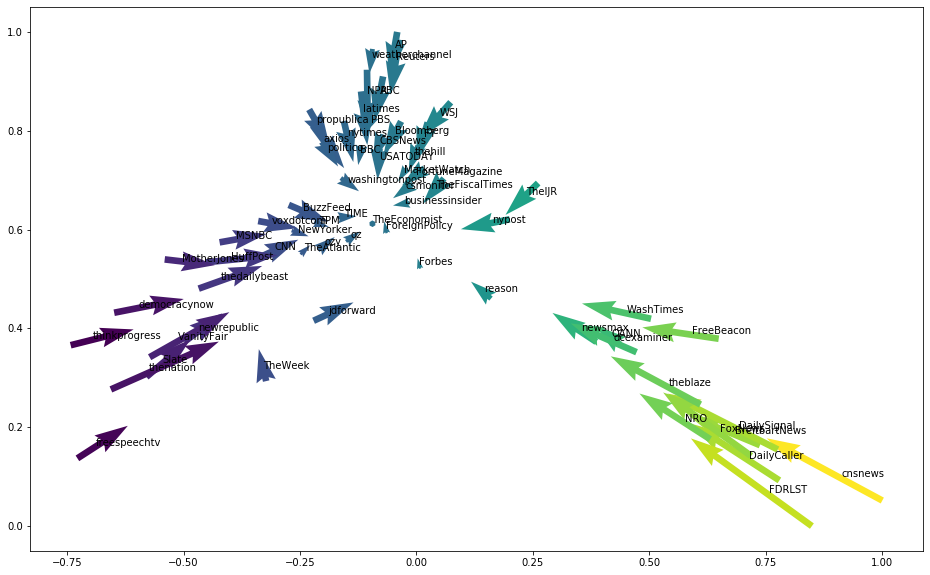 1.0
0.8
0.6
0.4
0.2
0.0
−0.75
−0.50
−0.25
0.00
0.25
0.50
0.75
1.00
AP
weatherchannel
Reuters
NPR
ABC
latimes
WSJ
propublica
PBS
nytimes
Bloomberg
axios
CBSNews
politico
BBC
thehill
USATODAY
MarketWatch
FortuneMagazine
washingtonpost
csmonitor
TheFiscalTimes
TheIJR
businessinsider
BuzzFeed
TIME
voxdotcom
TPM
TheEconomist
nypost
NewYorker
ForeignPolicy
MSNBC
qz
ozy
CNN
TheAtlantic
MotherJones
HuffPost
Forbes
thedailybeast
reason
democracynow
jdforward
WashTimes
thinkprogress
newrepublic
newsmax
FreeBeacon
VanityFair
OANN
dcexaminer
Slate
TheWeek
thenation
theblaze
NRO
DailySignal
FoxNews
BreitbartNews
freespeechtv
DailyCaller
cnsnews
FDRLST